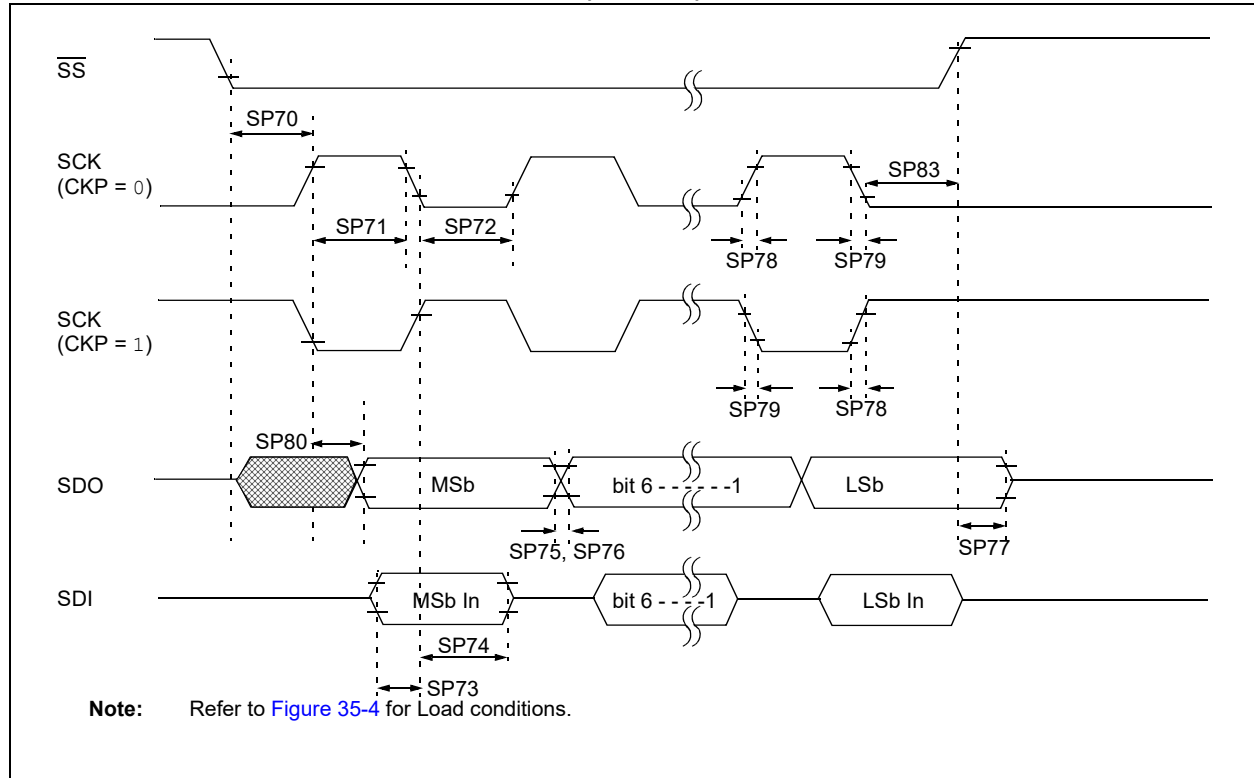 SS
SP70
SCK
(CKP = 0)
SP83
SP71
SP72
SP78
SP79
SCK
(CKP = 1)
SP79
SP78
SP80
SDO
MSb
bit 6 - - - - - -1
LSb
SP75, SP76
SP77
SDI
MSb In
bit 6 - - - -1
LSb In
SP74
SP73
Note: Refer to Figure 35-4 for Load conditions.